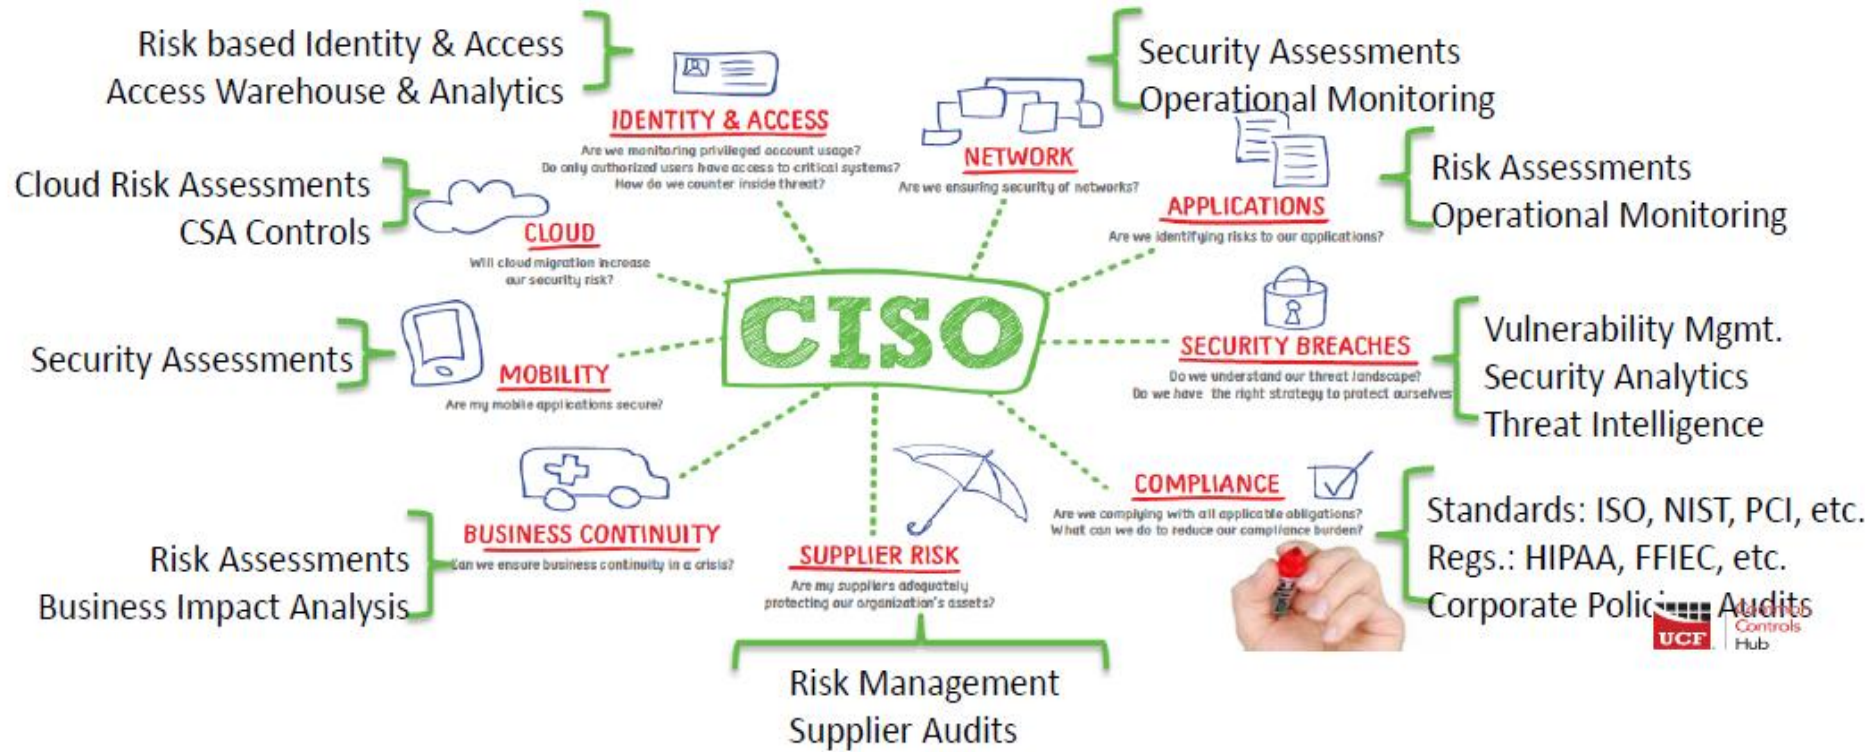 Risk based Identity & Access
Access Warehouse & Analytics
IDENTITY & ACCESS
Are we monitoring privileged account usage?
Do only authorized users have access to critical systems?
How do we counter inside threat?
Security Assessments
Operational Monitoring
NETWORK
Are we ensuring security of networks?
Risk Assessments
Operational Monitoring
APPLICATIONS
Are we identifying risks to our applications?
Cloud Risk Assessments
CSA Controls
CLOUD
Will cloud migration increase
our security risk?
CISO
Security Assessments
MOBILITY
Are my mobile applications secure?
SECURITY BREACHES
Do we understand our threat landscape?
Do we have the right strategy to protect ourselves
Vulnerability Mgmt.
Security Analytics
Threat Intelligence
BUSINESS CONTINUITY
Can we ensure business continuity in a crisis?
Risk Assessments
Business Impact Analysis
SUPPLIER RISK
Are my suppliers adequately
protecting our organization's assets?
Risk Management
Supplier Audits
COMPLIANCE
Are we complying with all applicable obligations?
What can we do to reduce our compliance burden?
Standards: ISO, NIST, PCI, etc.
Regs.: HIPAA, FFIEC, etc.
Corporate Audits
UCF
Common
Controls
Hub